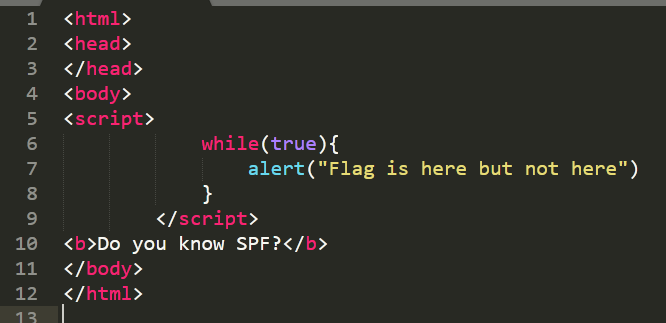 1 <html>
2 <head>
3 </head>
4 <body>
5 <script>
6 while(true){
7 alert("Flag is here but not here")
8 }
9 </script>
10 <b>Do you know SPF?</b>
11 </body>
12 </html>
13